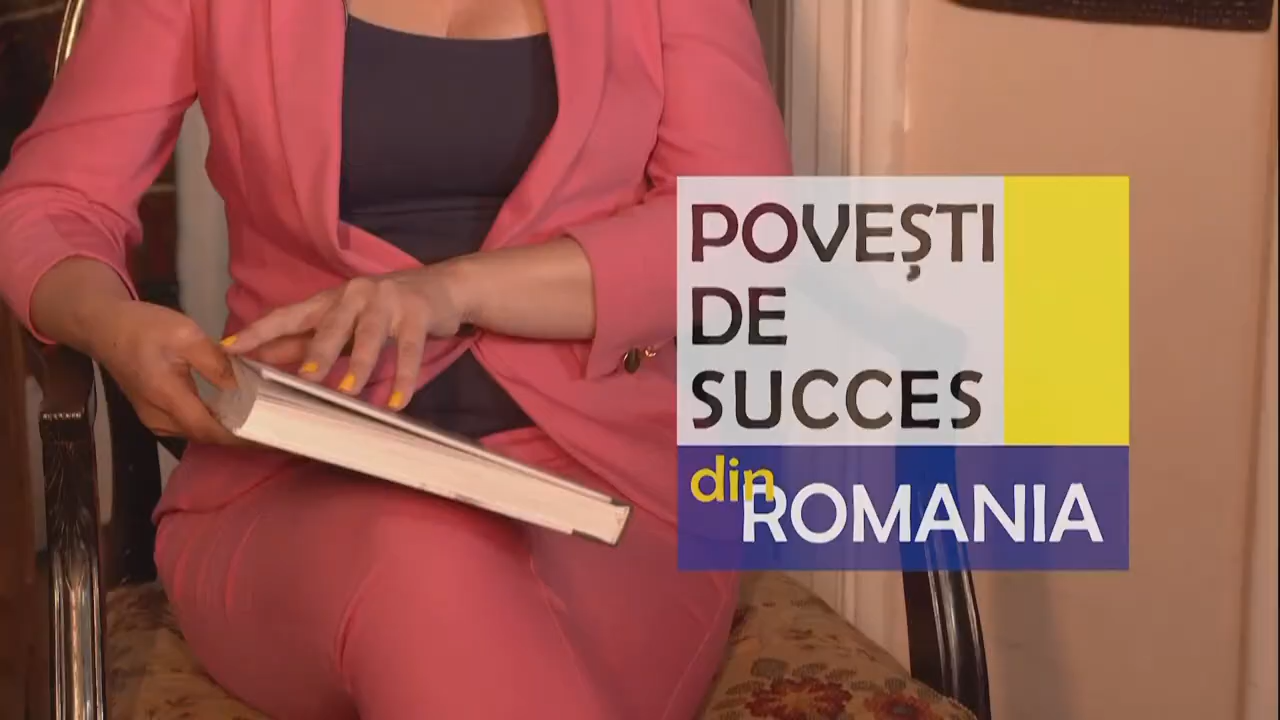 POVEȘTI
DE
SUCCES
din
ROMANIA